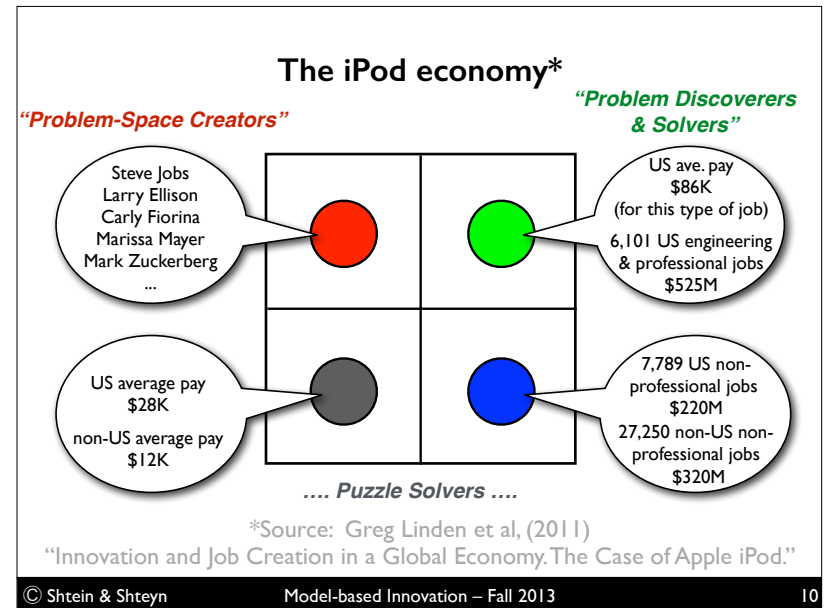 The iPod economy*
“Problem-Space Creators”
“Problem Discoverers
& Solvers”
Steve Jobs
Larry Ellison
Carly Fiorina
Marissa Mayer
Mark Zuckerberg
...
US ave. pay
$86K
(for this type of job)
6,101 US engineering
& professional jobs
$525M
US average pay
$28K
non-US average pay
$12K
7,789 US non-
professional jobs
$220M
27,250 non-US non-
professional jobs
$320M
.... Puzzle Solvers ....
*Source: Greg Linden et al, (2011)
“Innovation and Job Creation in a Global Economy. The Case of Apple iPod.”
© Shtein & Shteyn Model-based Innovation – Fall 2013 10